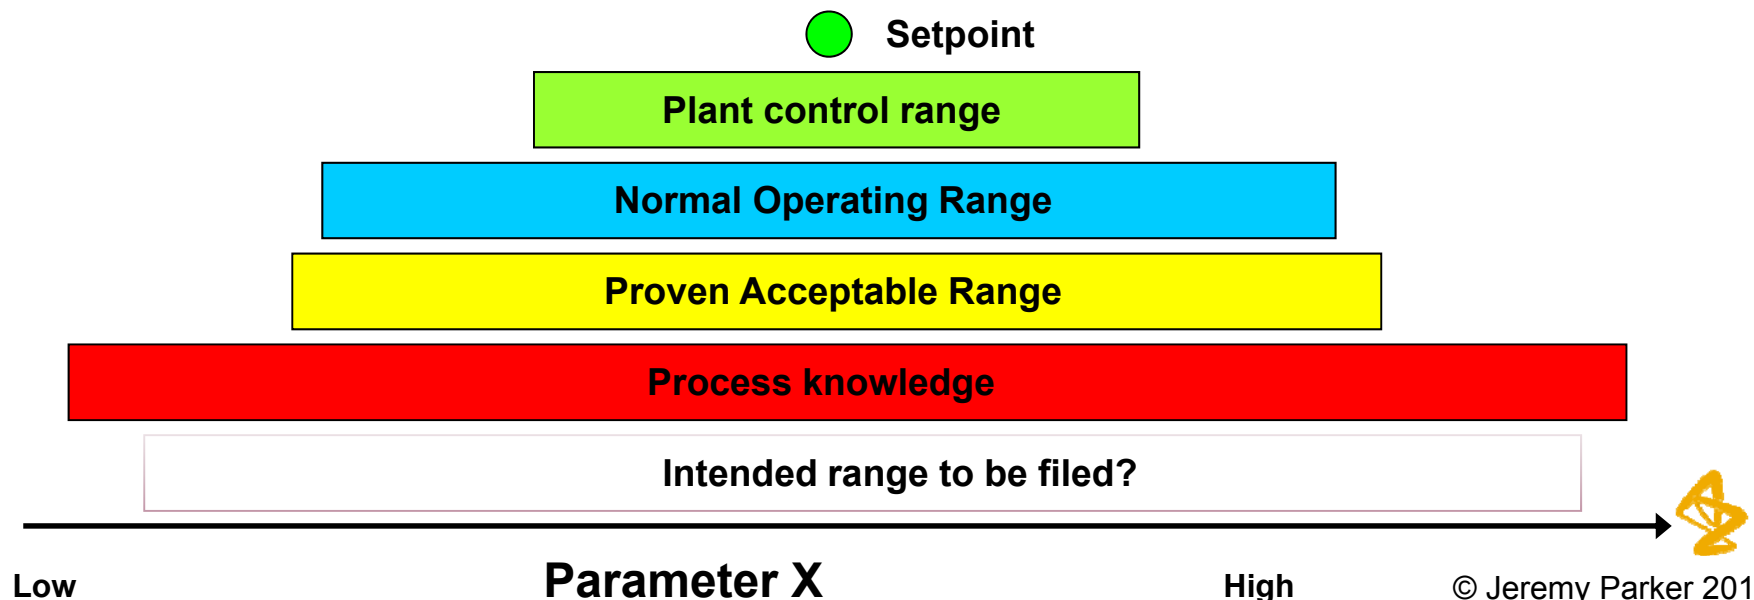 Setpoint
Plant control range
Normal Operating Range
Proven Acceptable Range
Process knowledge
Intended range to be filed?
Low Parameter X High © Jeremy Parker 201